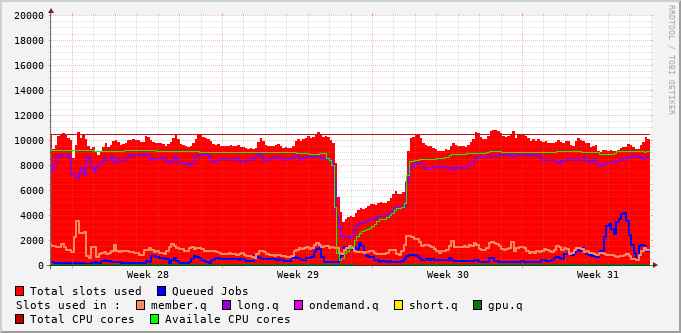 20000
18000
16000
14000
12000
10000
8000
6000
4000
2000
0
Week 28 Week 29 Week 30 Week 31
RRDTOOL / TOBI OETIKER
Total slots used Queued Jobs
Slots used in : member.q long.q ondemand.q short.q gpu.q
Total CPU cores Availale CPU cores